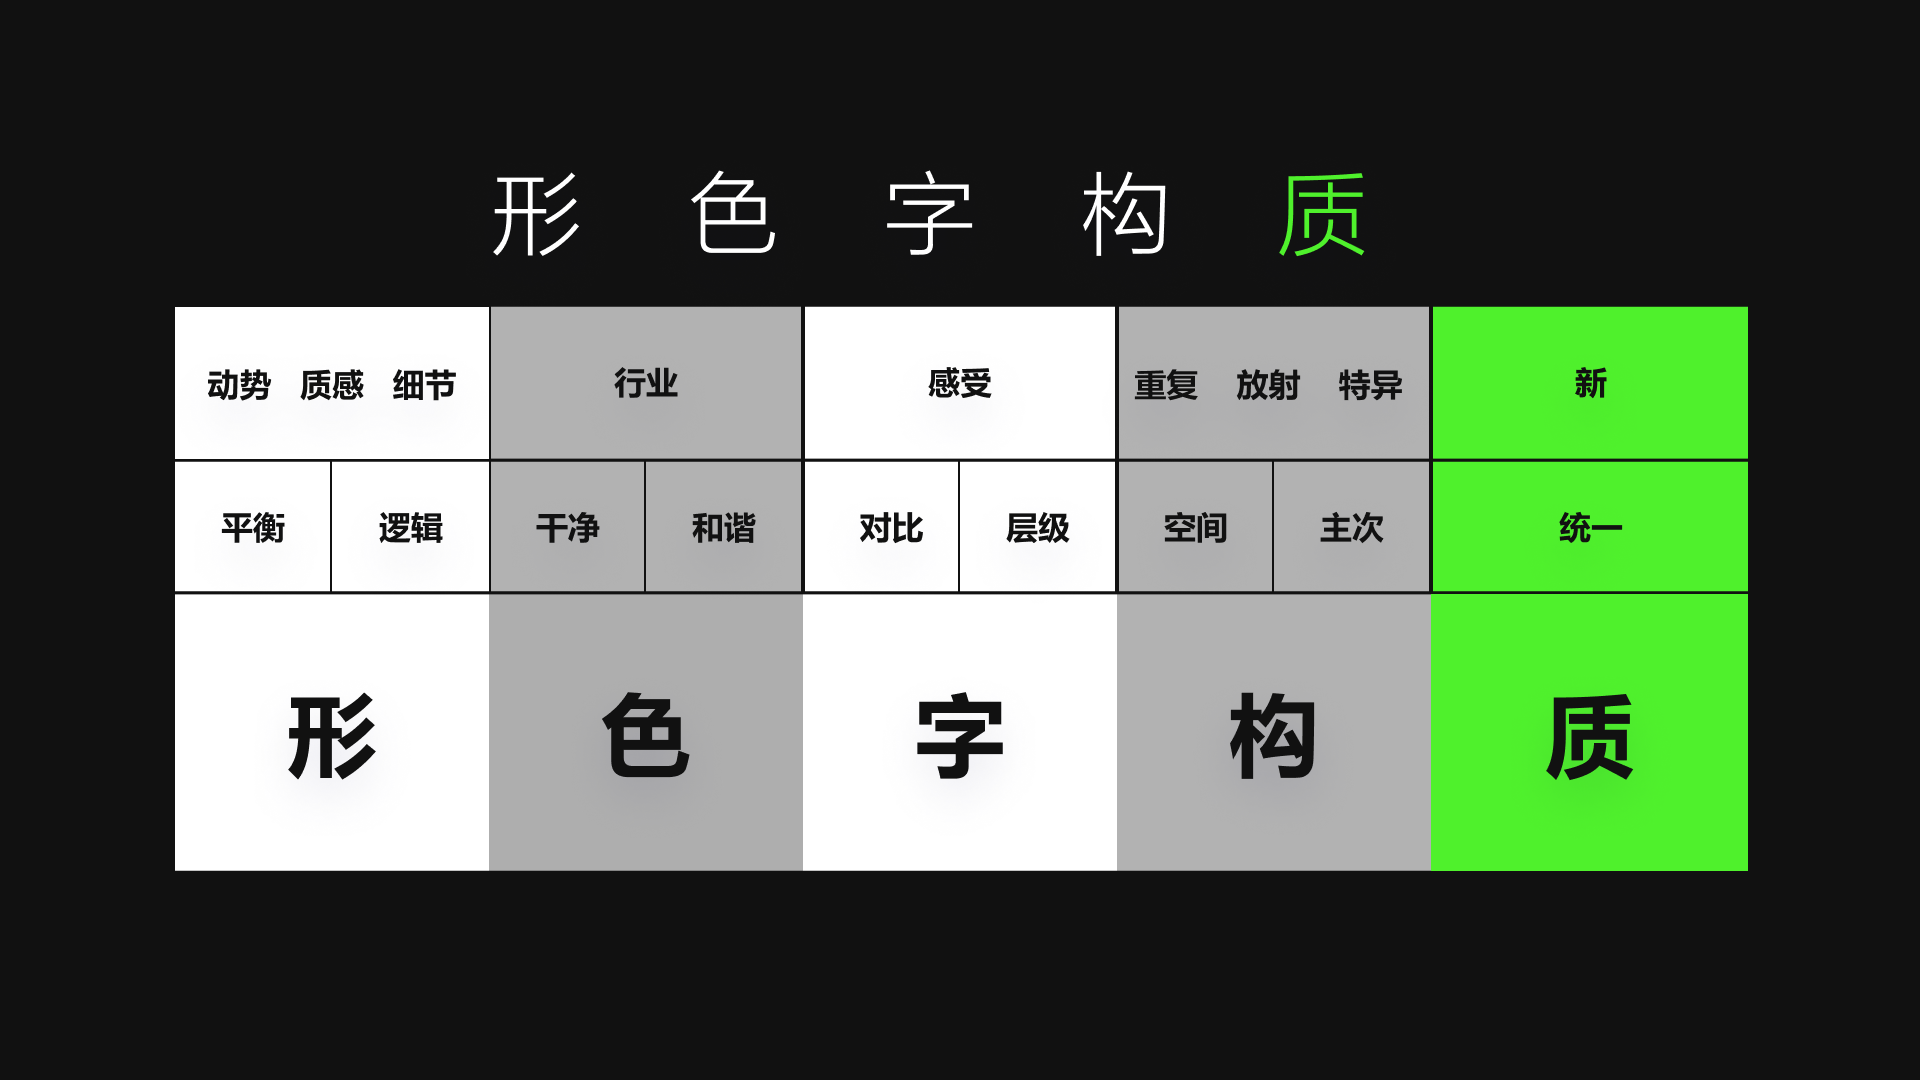 形 色 字 构 质
动势 质感 细节 行业 感受 重复 放射 特异 新
平衡 逻辑 干净 和谐 对比 层级 空间 主次 统一
形 色 字 构 质